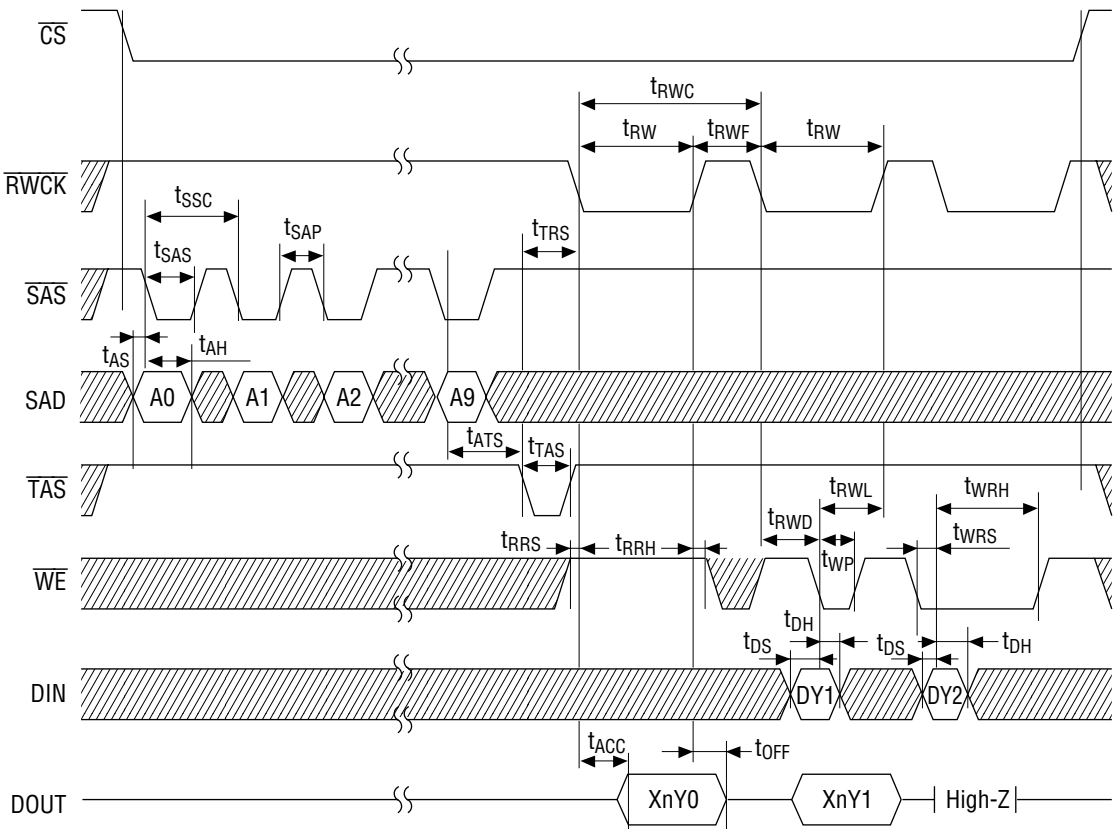 CS
tRWC
tRW tRWF tRW
RWCK
tSSC
tSAP
tSAS
tTRS
SAS
tAS tAH
SAD A0 A1 A2 A9
tATS tTAS
TAS
tRWL tWRH
tRWD tWRS
tRRS tRRH tWP
WE
tDH
tDS tDS tDH
DIN DY1 DY2
tACC tOFF
DOUT XnY0 XnY1 High-Z